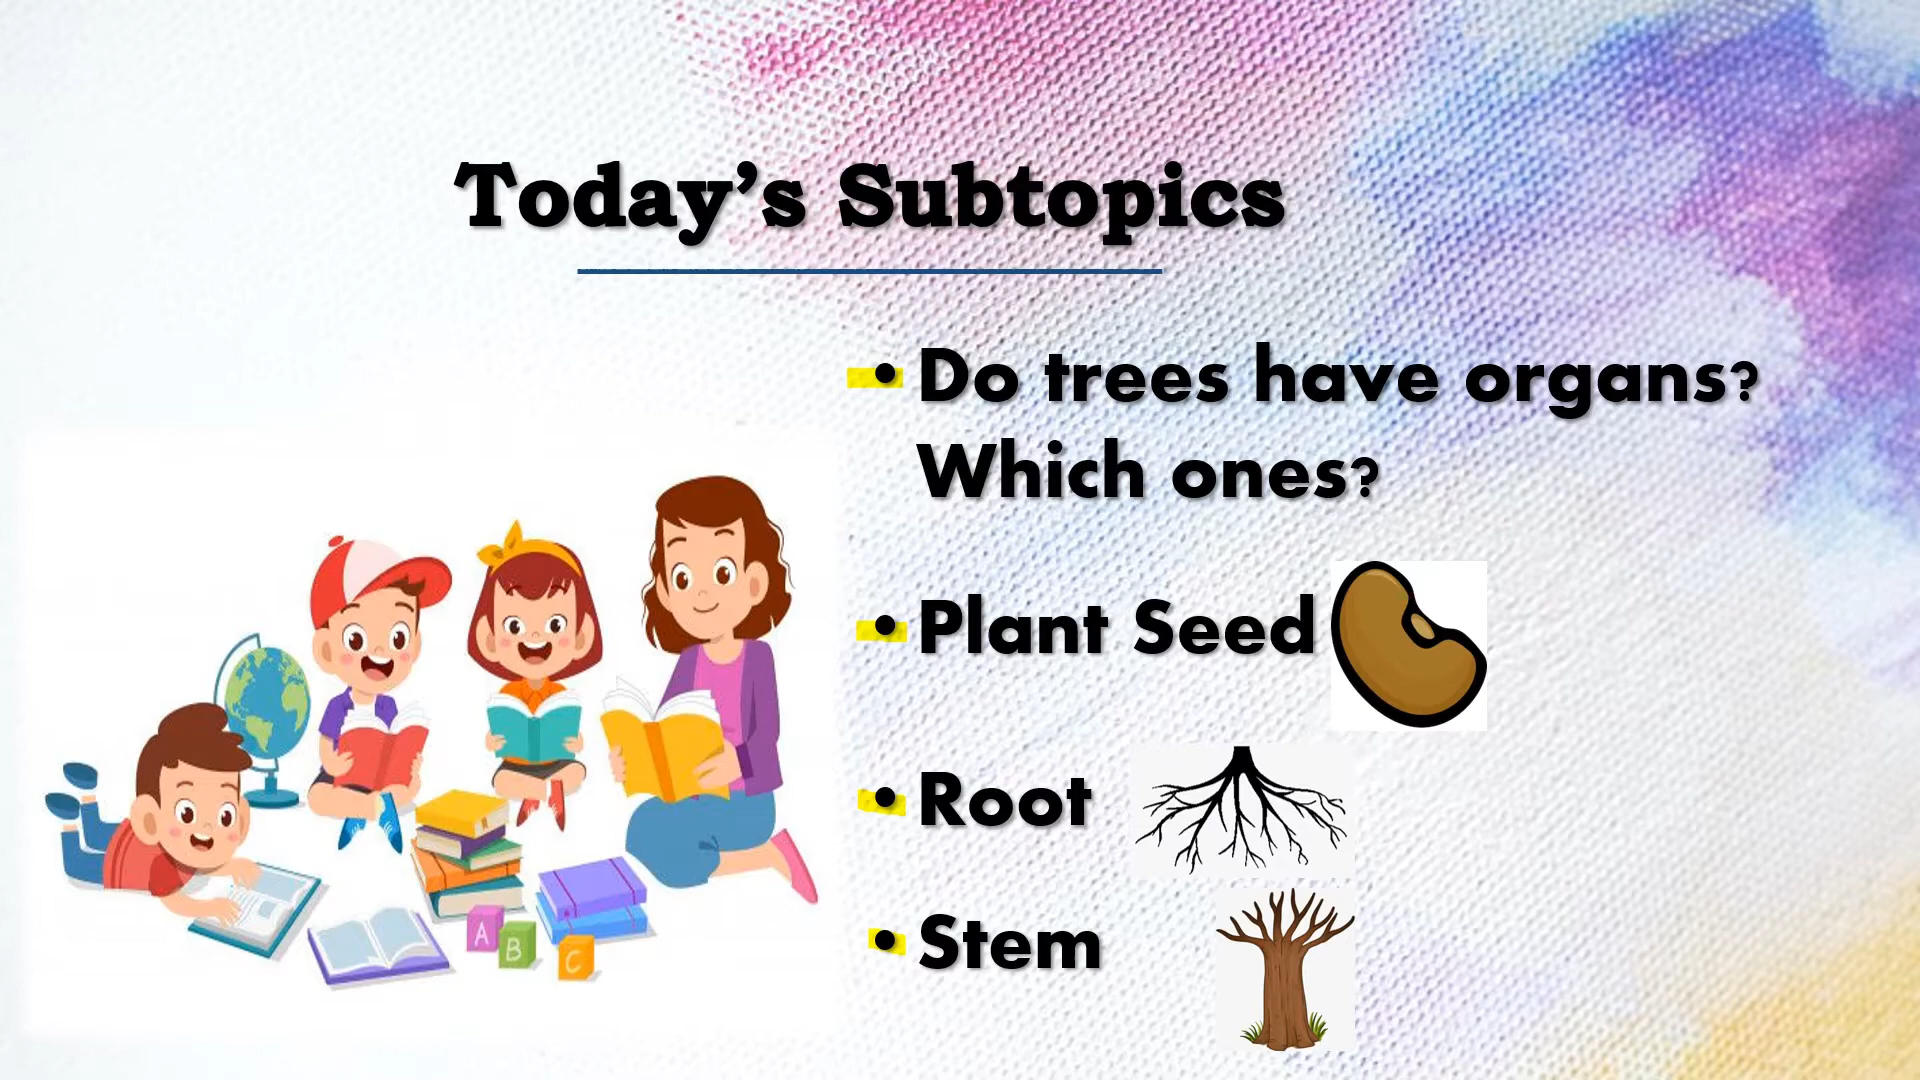 Today’s Subtopics
• Do trees have organs?
Which ones?
• Plant Seed
• Root
• Stem
A
B
C